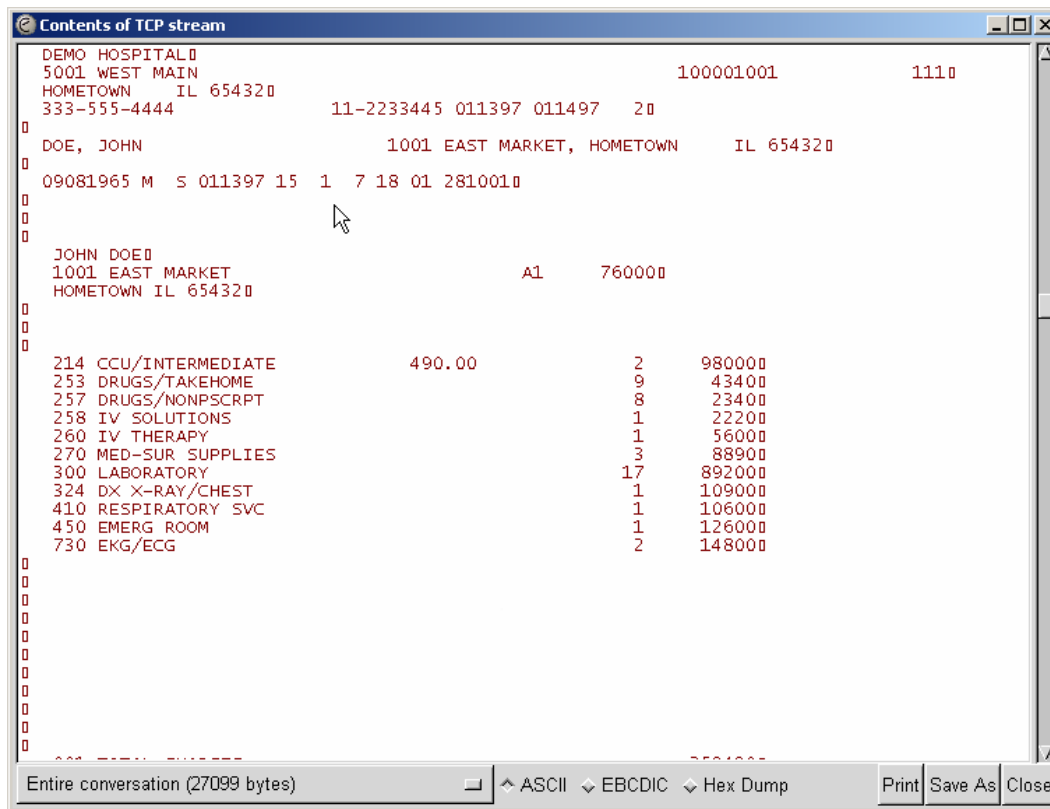 Contents of TCP stream
DEMO HOSPITAL
5001 WEST MAIN 100001001 111
HOMETOWN IL 65432
333-555-4444 11-2233445 011397 011497 2
DOE, JOHN 1001 EAST MARKET, HOMETOWN IL 65432
09081965 M S 011397 15 1 7 18 01 281001
JOHN DOE
1001 EAST MARKET A1 76000
HOMETOWN IL 65432
214 CCU/INTERMEDIATE 490.00 2 98000
253 DRUGS/TAKEHOME 9 4340
257 DRUGS/NONPSCRPT 8 2340
258 IV SOLUTIONS 1 2220
260 IV THERAPY 1 5600
270 MED-SUR SUPPLIES 3 8890
300 LABORATORY 17 89200
324 DX X-RAY/CHEST 1 10900
410 RESPIRATORY SVC 1 10600
450 EMERG ROOM 1 12600
730 EKG/ECG 2 14800
Entire conversation (27099 bytes) ASCII EBCDIC Hex Dump Print Save As Close